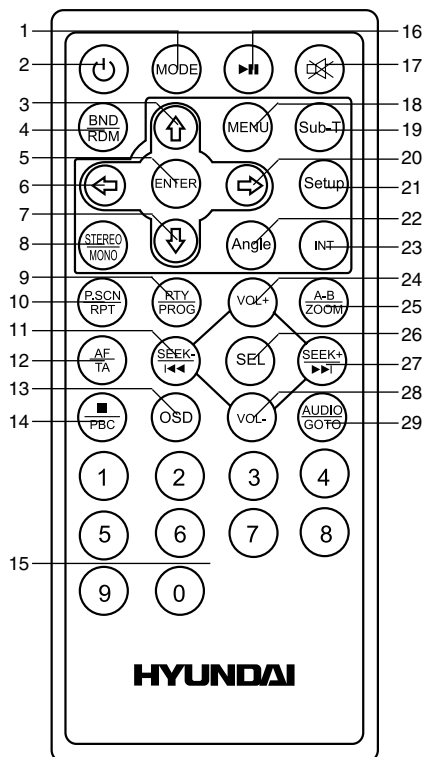 1 16
2 MODE 17
3 BND RDM MENU Sub-T 18
4 19
5 ENTER 20
6 Setup 21
7 STEREO MONO Angle INT 22
8 23
9 P.SCN RPT PTY PROG VOL+ A-B ZOOM 24
10 25
11 AF TA SEEK- SEL SEEK+ 26
12 27
13 PBC OSD VOL- AUDIO GOTO 28
14 29
1 2 3 4
5 6 7 8
15
9 0
HYUNDAI